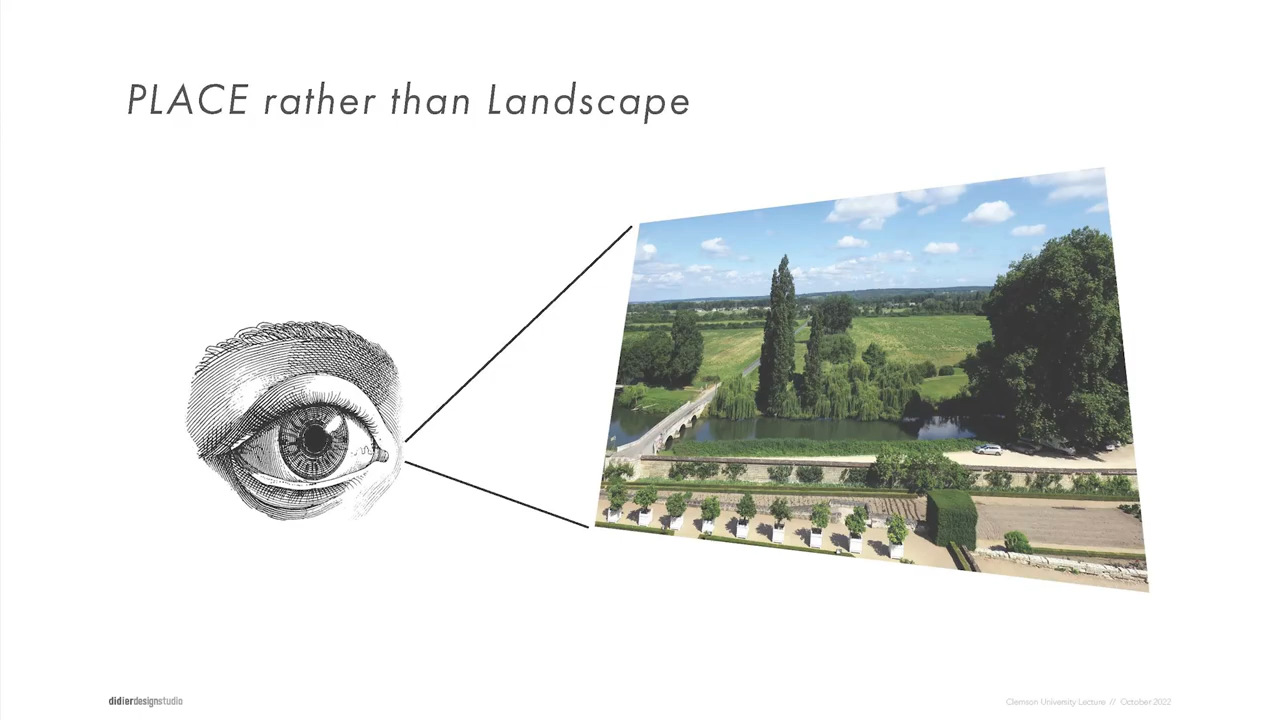 PLACE rather than Landscape
didierdesignstudio
Clemson University Lecture // October 2022